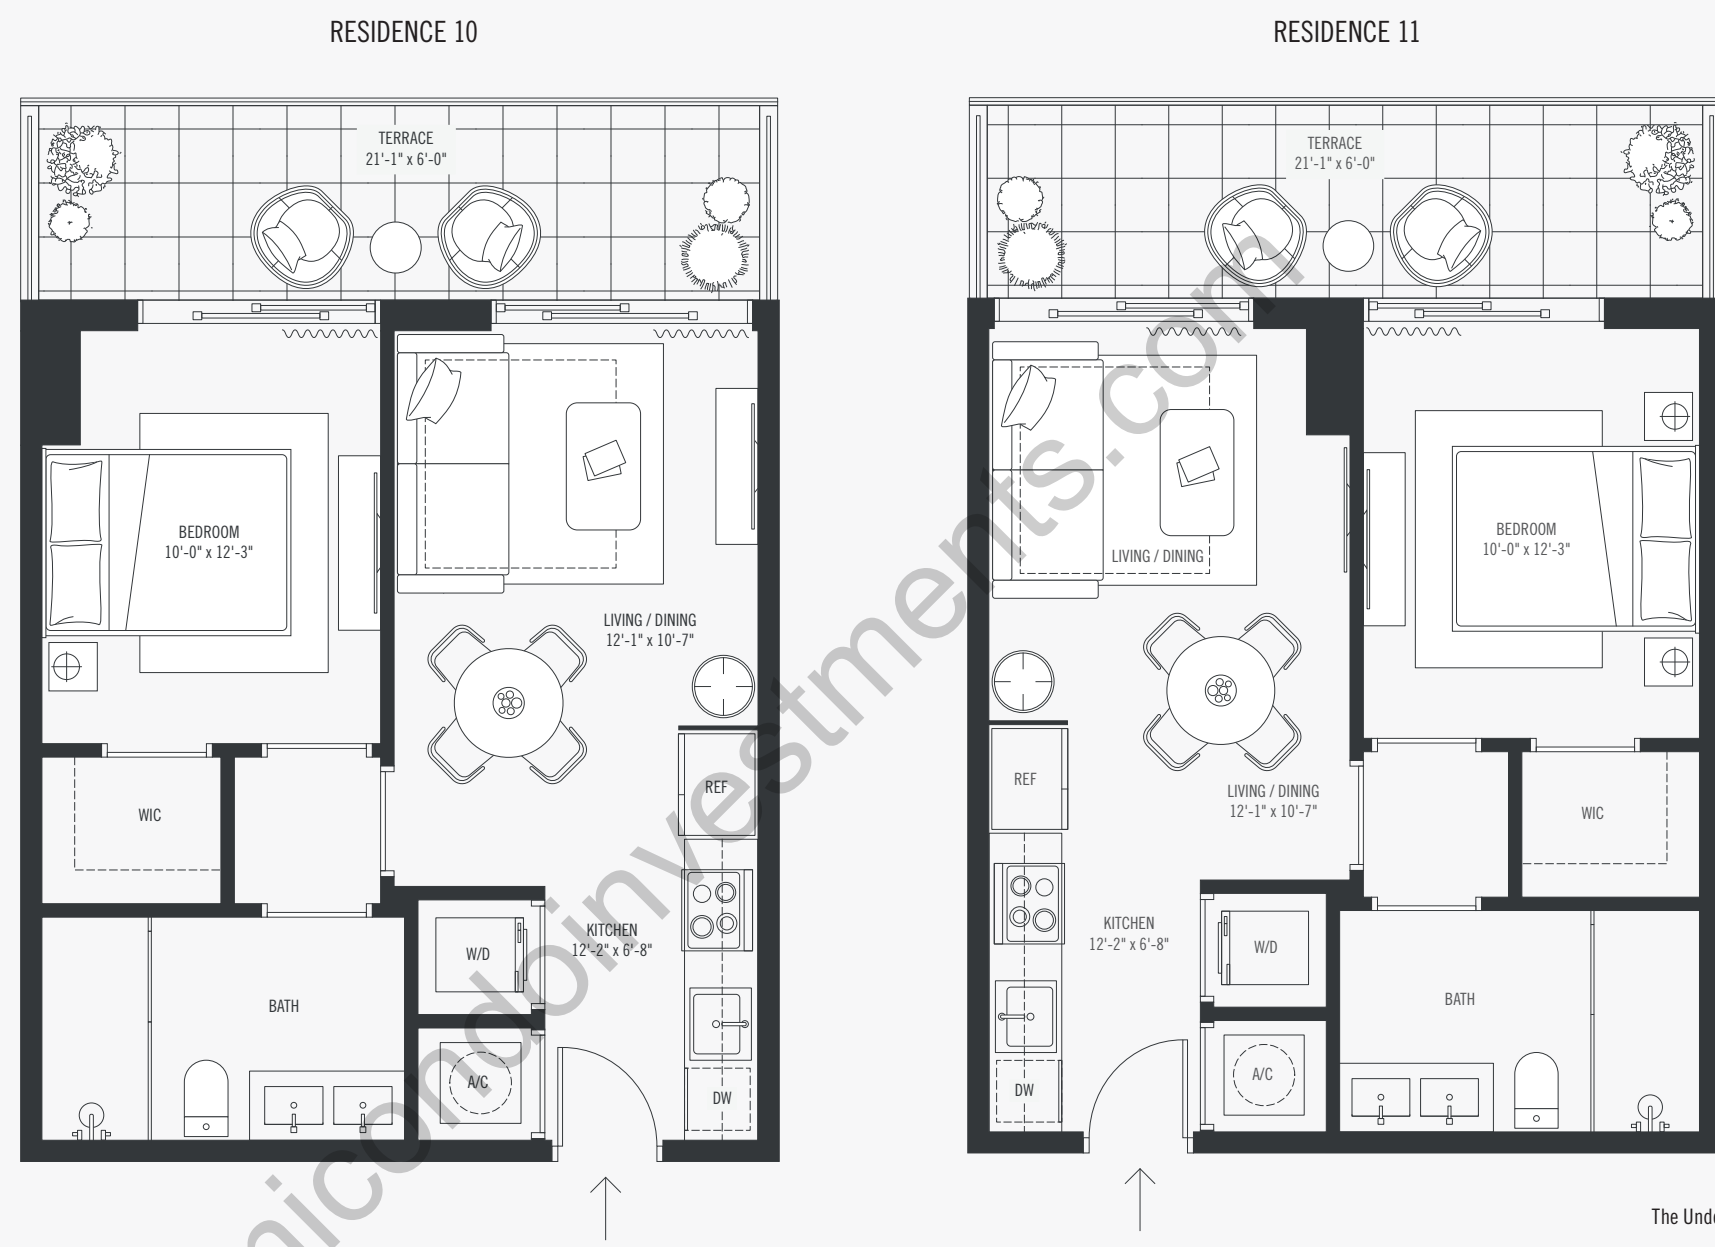 RESIDENCE 10
TERRACE
21'-1" x 6'-0"
BEDROOM
10'-0" x 12'-3"
LIVING / DINING
12'-1" x 10'-7"
REF
WIC
KITCHEN
12'-2" x 6'-8"
W/D
BATH
A/C
DW
RESIDENCE 11
TERRACE
21'-1" x 6'-0"
BEDROOM
10'-0" x 12'-3"
LIVING / DINING
REF
LIVING / DINING
12'-1" x 10'-7"
WIC
KITCHEN
12'-2" x 6'-8"
W/D
BATH
A/C
DW
micondoinvestments.com
The Unde